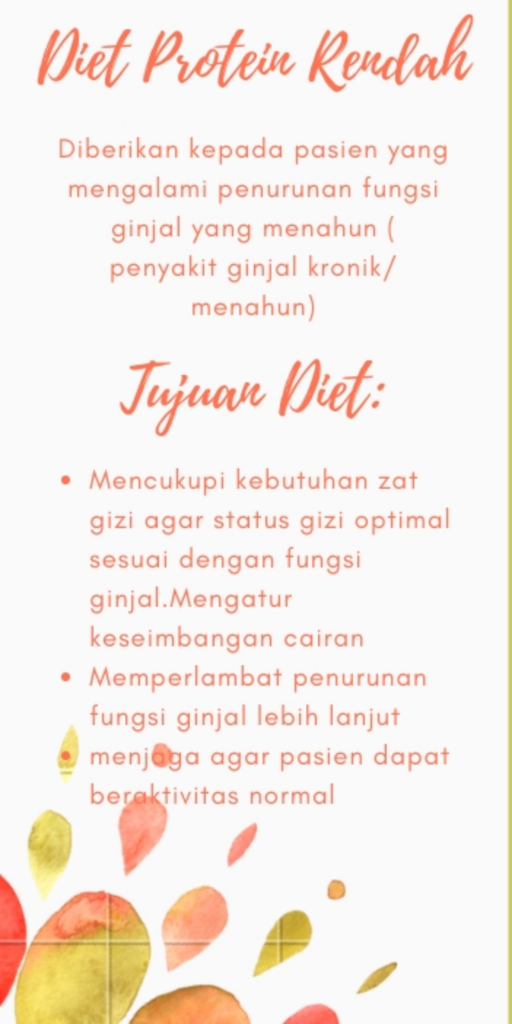 Diet Protein Rendah
Diberikan kepada pasien yang
mengalami penurunan fungsi
ginjal yang menahun (
penyakit ginjal kronik/
menahun)
Tujuan Diet:
• Mencukupi kebutuhan zat
gizi agar status gizi optimal
sesuai dengan fungsi
ginjal.Mengatur
keseimbangan cairan
• Memperlambat penurunan
fungsi ginjal lebih lanjut
• menjaga agar pasien dapat
beraktivitas normal